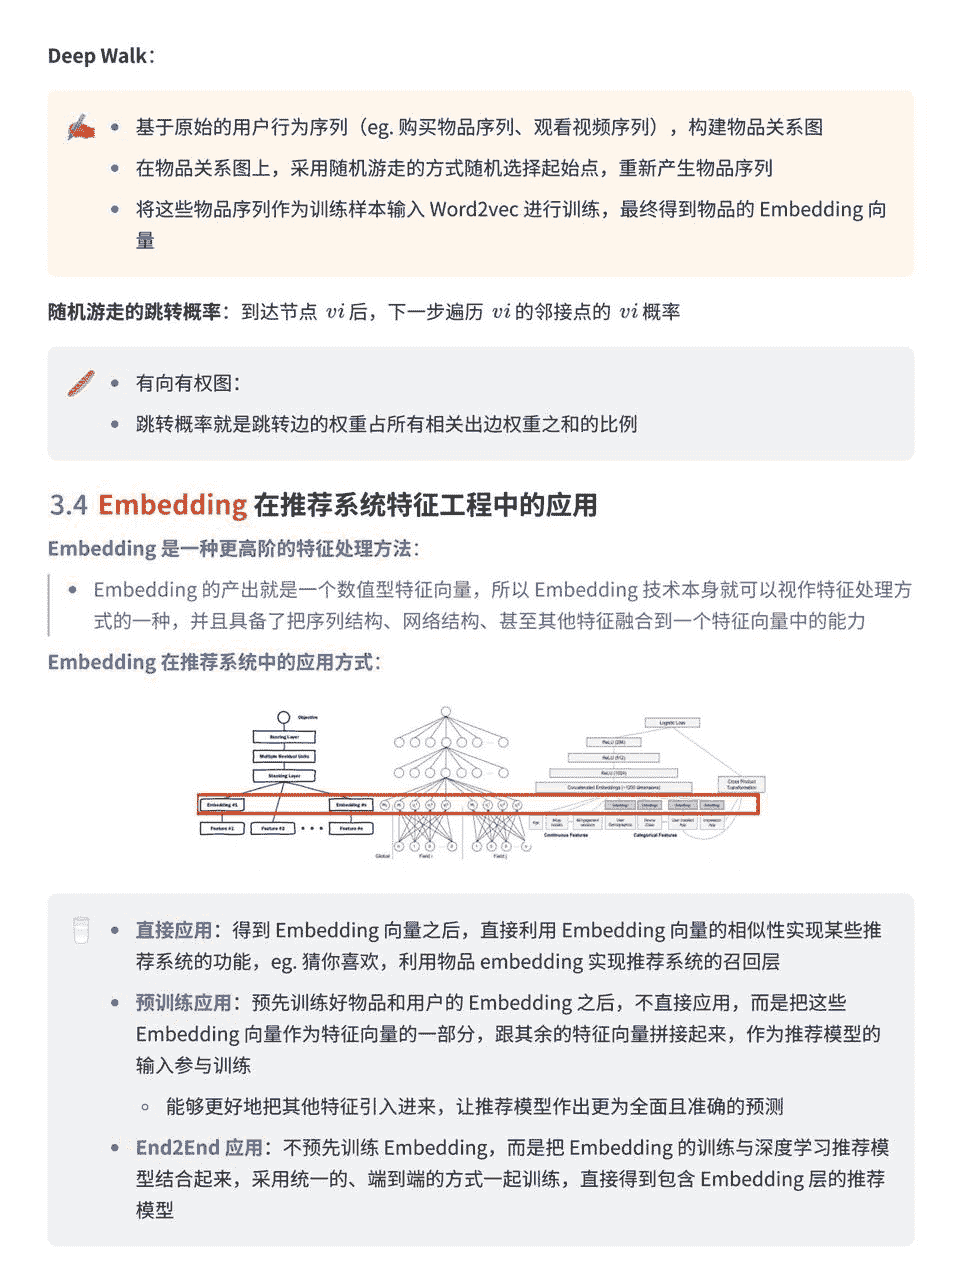 Deep Walk：
基于原始的用户行为序列（eg. 购买物品序列、观看视频序列），构建物品关系图
在物品关系图上，采用随机游走的方式随机选择起始点，重新产生物品序列
将这些物品序列作为训练样本输入 Word2vec 进行训练，最终得到物品的 Embedding 向
量
随机游走的跳转概率：到达节点 vi 后，下一步遍历 vi 的邻接点的 vi 概率
有向有权图：
跳转概率就是跳转边的权重占所有相关出边权重之和的比例
3.4 Embedding 在推荐系统特征工程中的应用
Embedding 是一种更高阶的特征处理方法：
Embedding 的产出就是一个数值型特征向量，所以 Embedding 技术本身就可以视作特征处理方
式的一种，并且具备了把序列结构、网络结构、甚至其他特征融合到一个特征向量中的能力
Embedding 在推荐系统中的应用方式：
Objective
Scoring Layer
Multiple Residual Units
Stacking Layer
Embedding #1
Embedding #n
Feature #1
Feature #2
Feature #n
Global
Field i
Field j
Logistic Loss
ReLU (256)
ReLU (512)
ReLU (1024)
Concatenated Embeddings (~1200 dimensions)
Cross Product
Transformation
Embeddings
Embeddings
Embeddings
Embeddings
Age
User
Demographics
Device
Class
User Installed
App
Impression
App
Continuous Features
Categorical Features
直接应用：得到 Embedding 向量之后，直接利用 Embedding 向量的相似性实现某些推
荐系统的功能，eg. 猜你喜欢，利用物品 embedding 实现推荐系统的召回层
预训练应用：预先训练好物品和用户的 Embedding 之后，不直接应用，而是把这些
Embedding 向量作为特征向量的一部分，跟其余的特征向量拼接起来，作为推荐模型的
输入参与训练
能够更好地把其他特征引入进来，让推荐模型作出更为全面且准确的预测
End2End 应用：不预先训练 Embedding，而是把 Embedding 的训练与深度学习推荐模
型结合起来，采用统一的、端到端的方式一起训练，直接得到包含 Embedding 层的推荐
模型